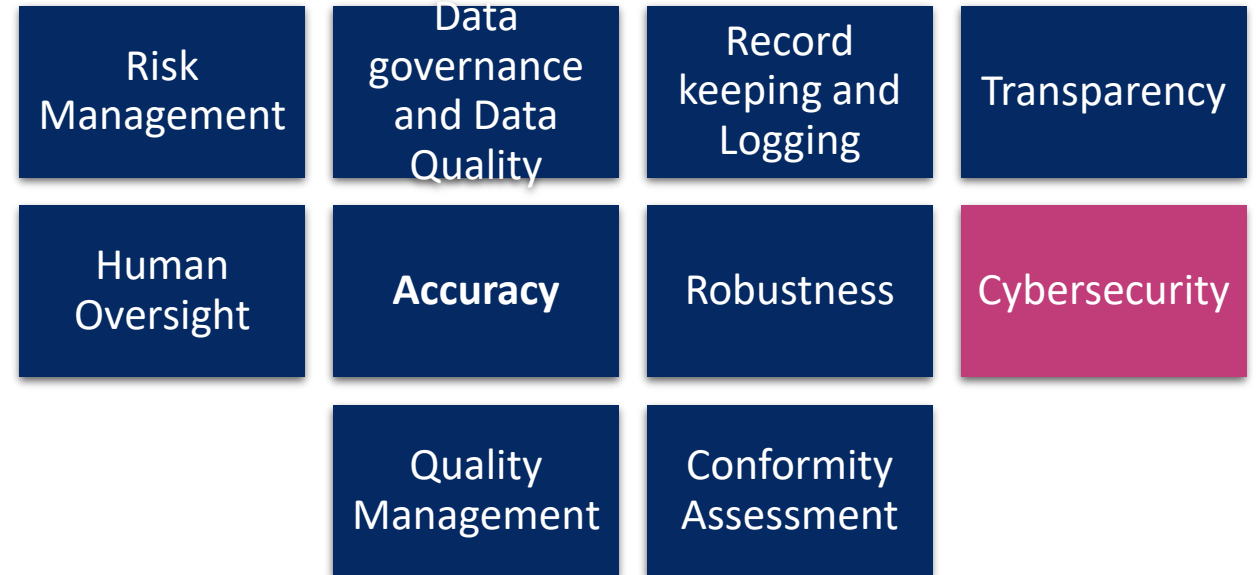 Risk
Management
Data
governance
and Data
Quality
Record
keeping and
Logging
Transparency
Human
Oversight
Accuracy
Robustness
Cybersecurity
Quality
Management
Conformity
Assessment